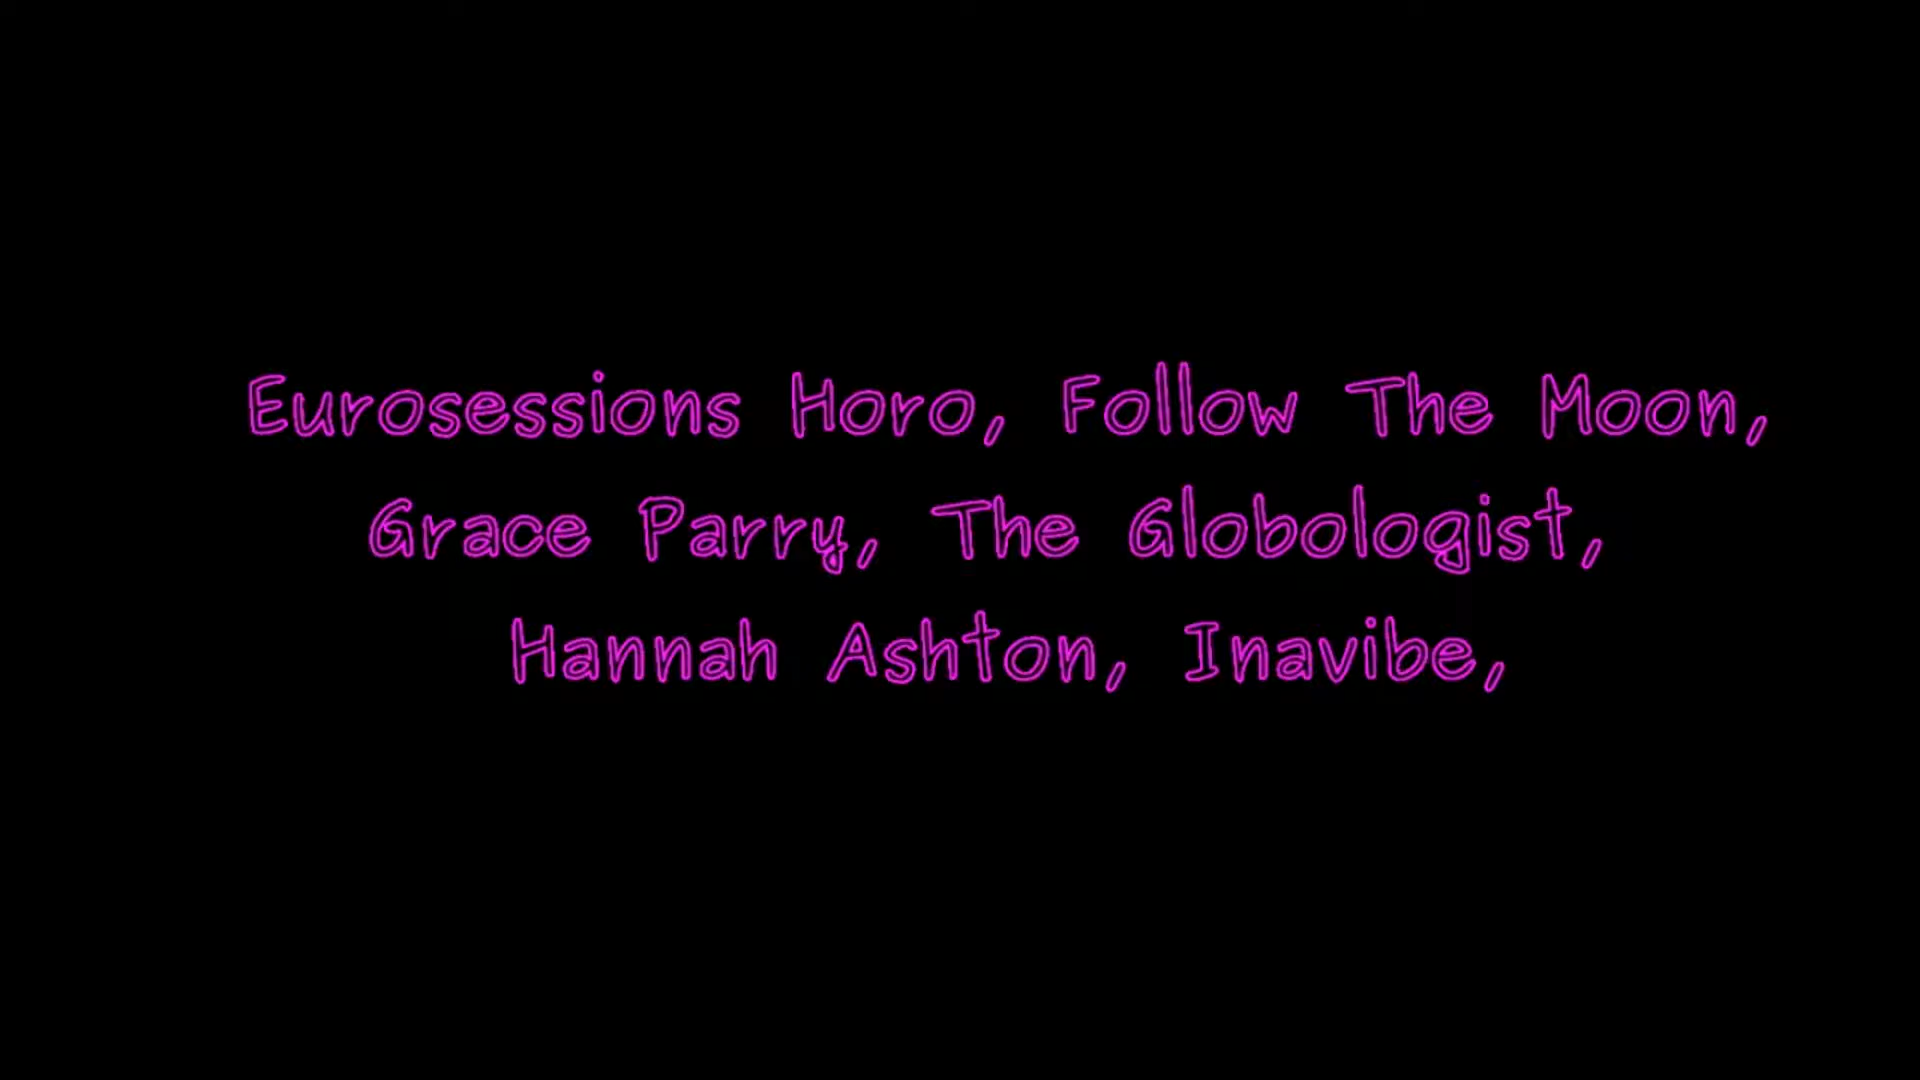 Eurosessions Horo, Follow The Moon,
Grace Parry, The Globologist,
Hannah Ashton, Inavibe,